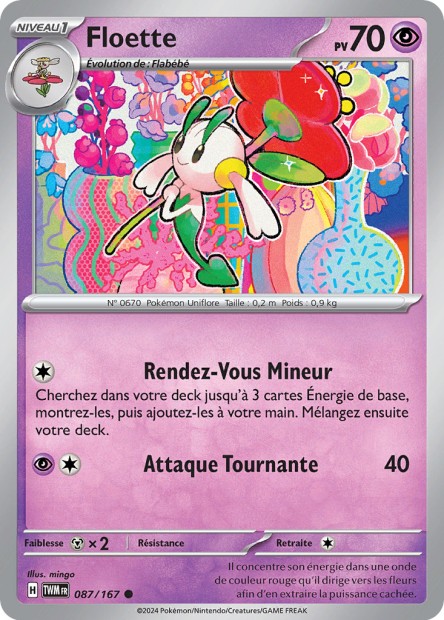 NIVEAU 1
Floette
PV 70
Évolution de : Flabébé
N° 0670 Pokémon Uniflore Taille : 0,2 m Poids : 0,9 kg
Rendez-Vous Mineur
Cherchez dans votre deck jusqu'à 3 cartes Énergie de base,
montrez-les, puis ajoutez-les à votre main. Mélangez ensuite
votre deck.
Attaque Tournante 40
Faiblesse ×2 Résistance Retraite
Illus. mingo
H TWM FR 087/167
Il concentre son énergie dans une onde
de couleur rouge qu'il dirige vers les fleurs
afin d'en extraire la puissance cachée.
©2024 Pokémon/Nintendo/Creatures/GAME FREAK